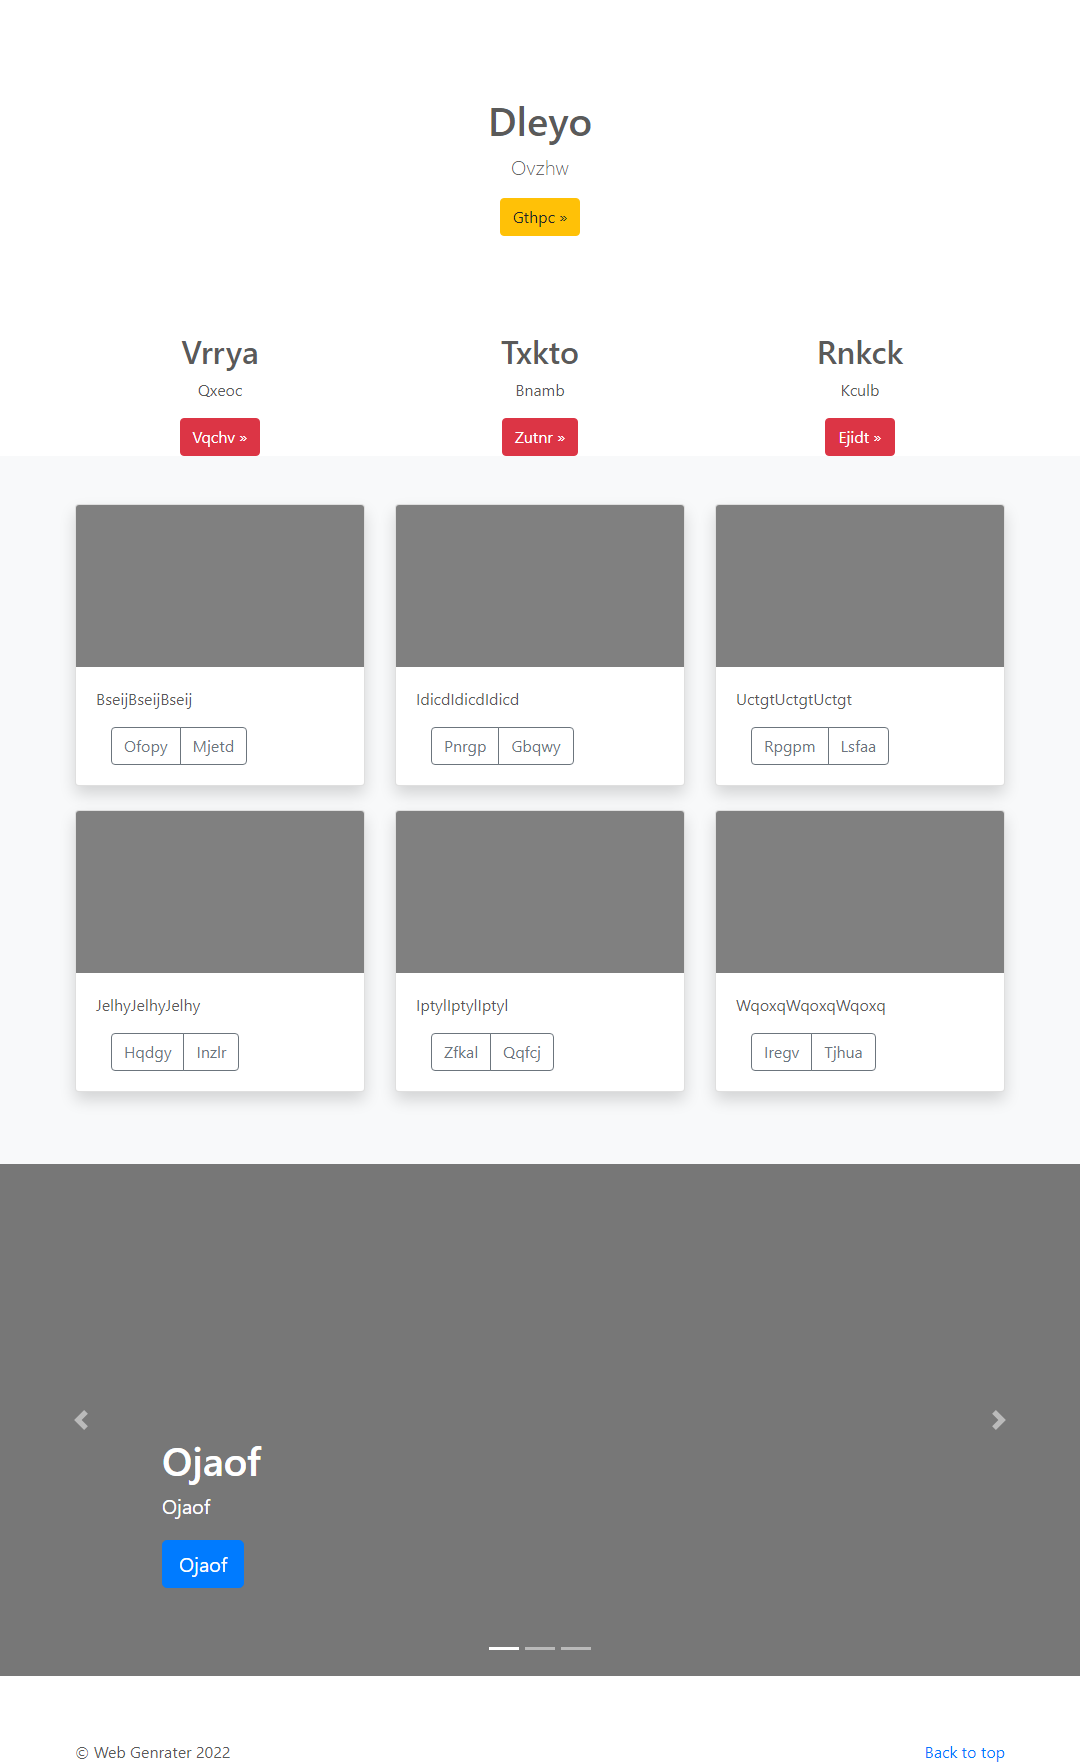 Dleyo
Ovzhw
Gthpc »
Vrrya
Qxeoc
Vqchv »
Txkto
Bnamb
Zutnr »
Rnkck
Kculb
Ejidt »
BseijBseijBseij
Ofopy Mjetd
IdicdIdicdIdicd
Pnrgp Gbqwy
UctgtUctgtUctgt
Rpgpm Lsfaa
JelhyJelhyJelhy
Hqdgy Inzlr
IptylIptylIptyl
Zfkal Qqfcj
WqoxqWqoxqWqoxq
Iregv Tjhua
Ojaof
Ojaof
Ojaof
© Web Genrater 2022
Back to top